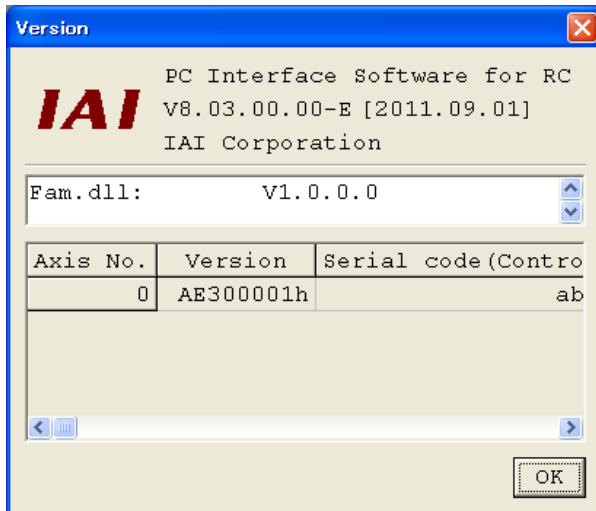 Version
IAI
PC Interface Software for RC
V8.03.00.00-E [2011.09.01]
IAI Corporation
Fam.dll: V1.0.0.0
Axis No. Version Serial code(Contro
0 AE300001h ab
OK